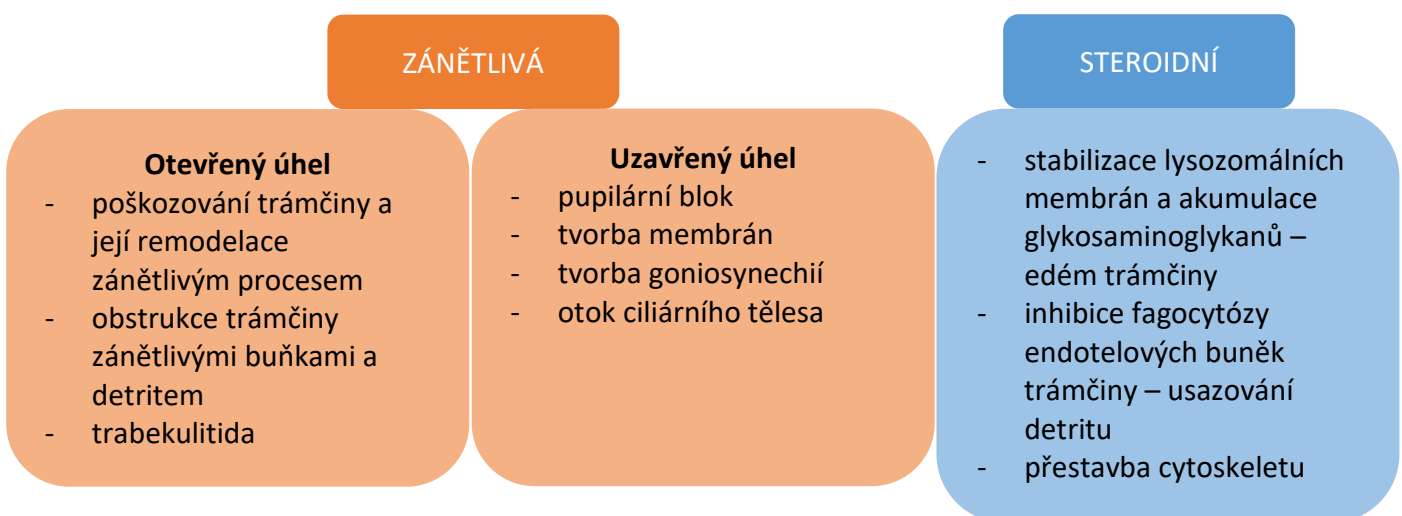 ZÁNĚTLIVÁ
Otevřený úhel
- poškozování trámčiny a
její remodelace
zánětlivým procesem
- obstrukce trámčiny
zánětlivými buňkami a
detritem
- trabekulitida
Uzavřený úhel
- pupilární blok
- tvorba membrán
- tvorba goniosynechií
- otok ciliárního tělesa
STEROIDNÍ
- stabilizace lysozomálních
membrán a akumulace
glykosaminoglykanů –
edém trámčiny
- inhibice fagocytózy
endotelových buněk
trámčiny – usazování
detritu
- přestavba cytoskeletu